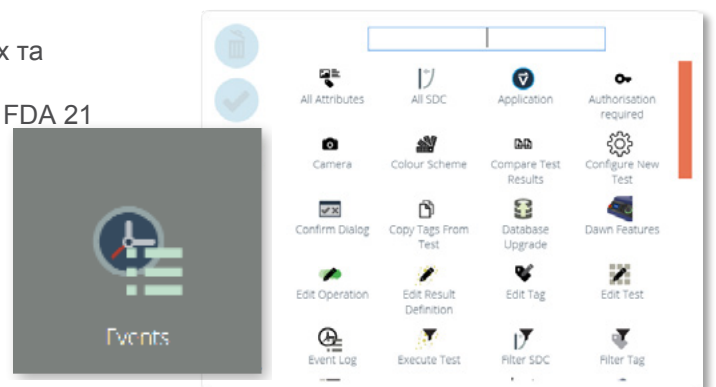 х та
FDA 21
Events
All Attributes
All SDC
Application
Authorisation
required
Camera
Colour Scheme
Compare Test
Results
Configure New
Test
Confirm Dialog
Copy Tags From
Test
Database
Upgrade
Dawn Features
Edit Operation
Edit Result
Definition
Edit Tag
Edit Test
Event Log
Execute Test
Filter SDC
Filter Tag